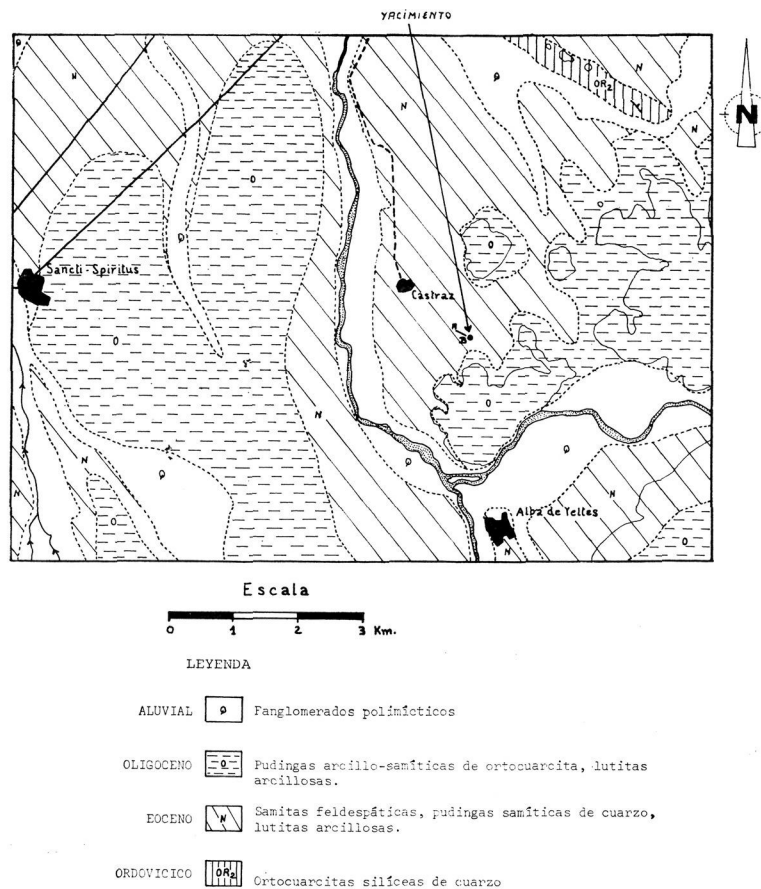 YACIMIENTO
N
OR₂
Sancti-Spiritus
Castraz
Alba de Yeltes
Escala
0 1 2 3 Km.
LEYENDA
ALUVIAL Q Fanglomerados polimícticos
OLIGOCENO O Pudingas arcillo-samíticas de ortocuarcita, lutitas
arcillosas.
EOCENO N Samitas feldespáticas, pudingas samíticas de cuarzo,
lutitas arcillosas.
ORDOVICICO OR₂ Ortocuarcitas silíceas de cuarzo